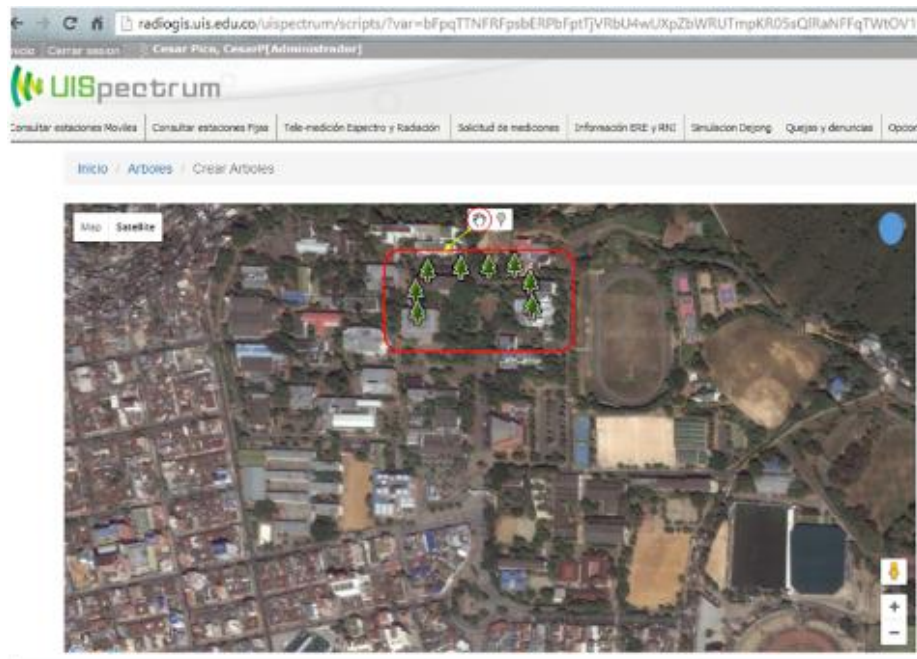 radiogis.uis.edu.co/uispectrum/scripts/?var=
Inicio Cerrar sesion Cesar Pico, CesarP[Administrador]
UISpectrum
Consultar estaciones Moviles Consultar estaciones Fijas Tele-medición Espectro y Radiación Solicitud de mediciones Información ERE y RNI Simulacion Dejong Quejas y denuncias
Inicio / Arboles / Crear Arboles
Map Satellite
+
−